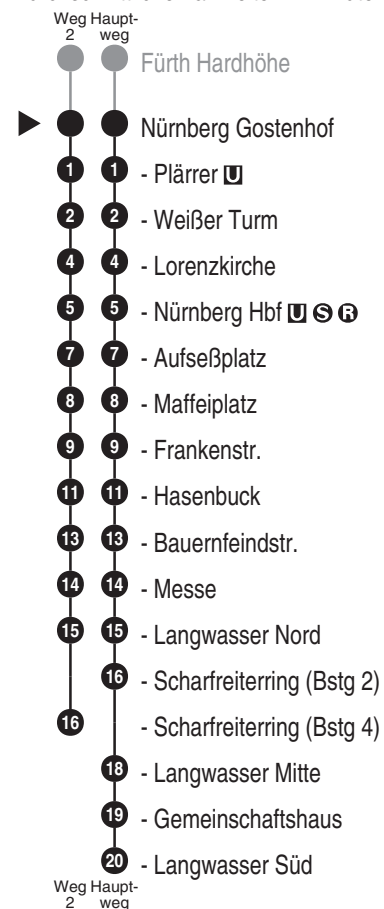 Weg Haupt-
2 weg
Fürth Hardhöhe
Nürnberg Gostenhof
1 1 - Plärrer U
2 2 - Weißer Turm
4 4 - Lorenzkirche
5 5 - Nürnberg Hbf U S R
7 7 - Aufseßplatz
8 8 - Maffeiplatz
9 9 - Frankenstr.
11 11 - Hasenbuck
13 13 - Bauernfeindstr.
14 14 - Messe
15 15 - Langwasser Nord
16 - Scharfreiterring (Bstg 2)
16 - Scharfreiterring (Bstg 4)
18 - Langwasser Mitte
19 - Gemeinschaftshaus
20 - Langwasser Süd
Weg Haupt-
2 weg